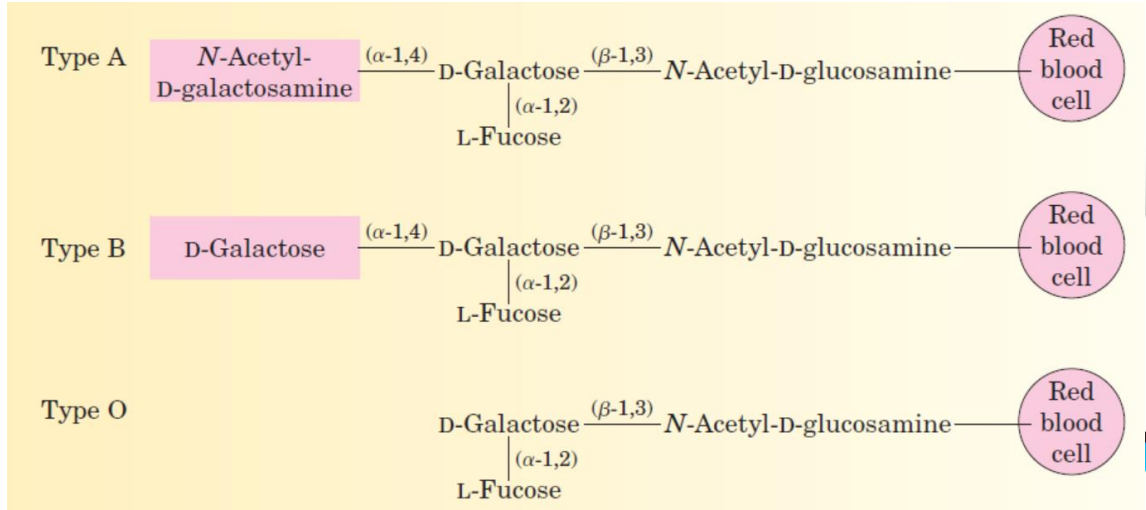 Type A
N-Acetyl-
D-galactosamine
(α-1,4)
D-Galactose
(β-1,3)
N-Acetyl-D-glucosamine
Red
blood
cell
(α-1,2)
L-Fucose
Type B
D-Galactose
(α-1,4)
D-Galactose
(β-1,3)
N-Acetyl-D-glucosamine
Red
blood
cell
(α-1,2)
L-Fucose
Type O
D-Galactose
(β-1,3)
N-Acetyl-D-glucosamine
Red
blood
cell
(α-1,2)
L-Fucose